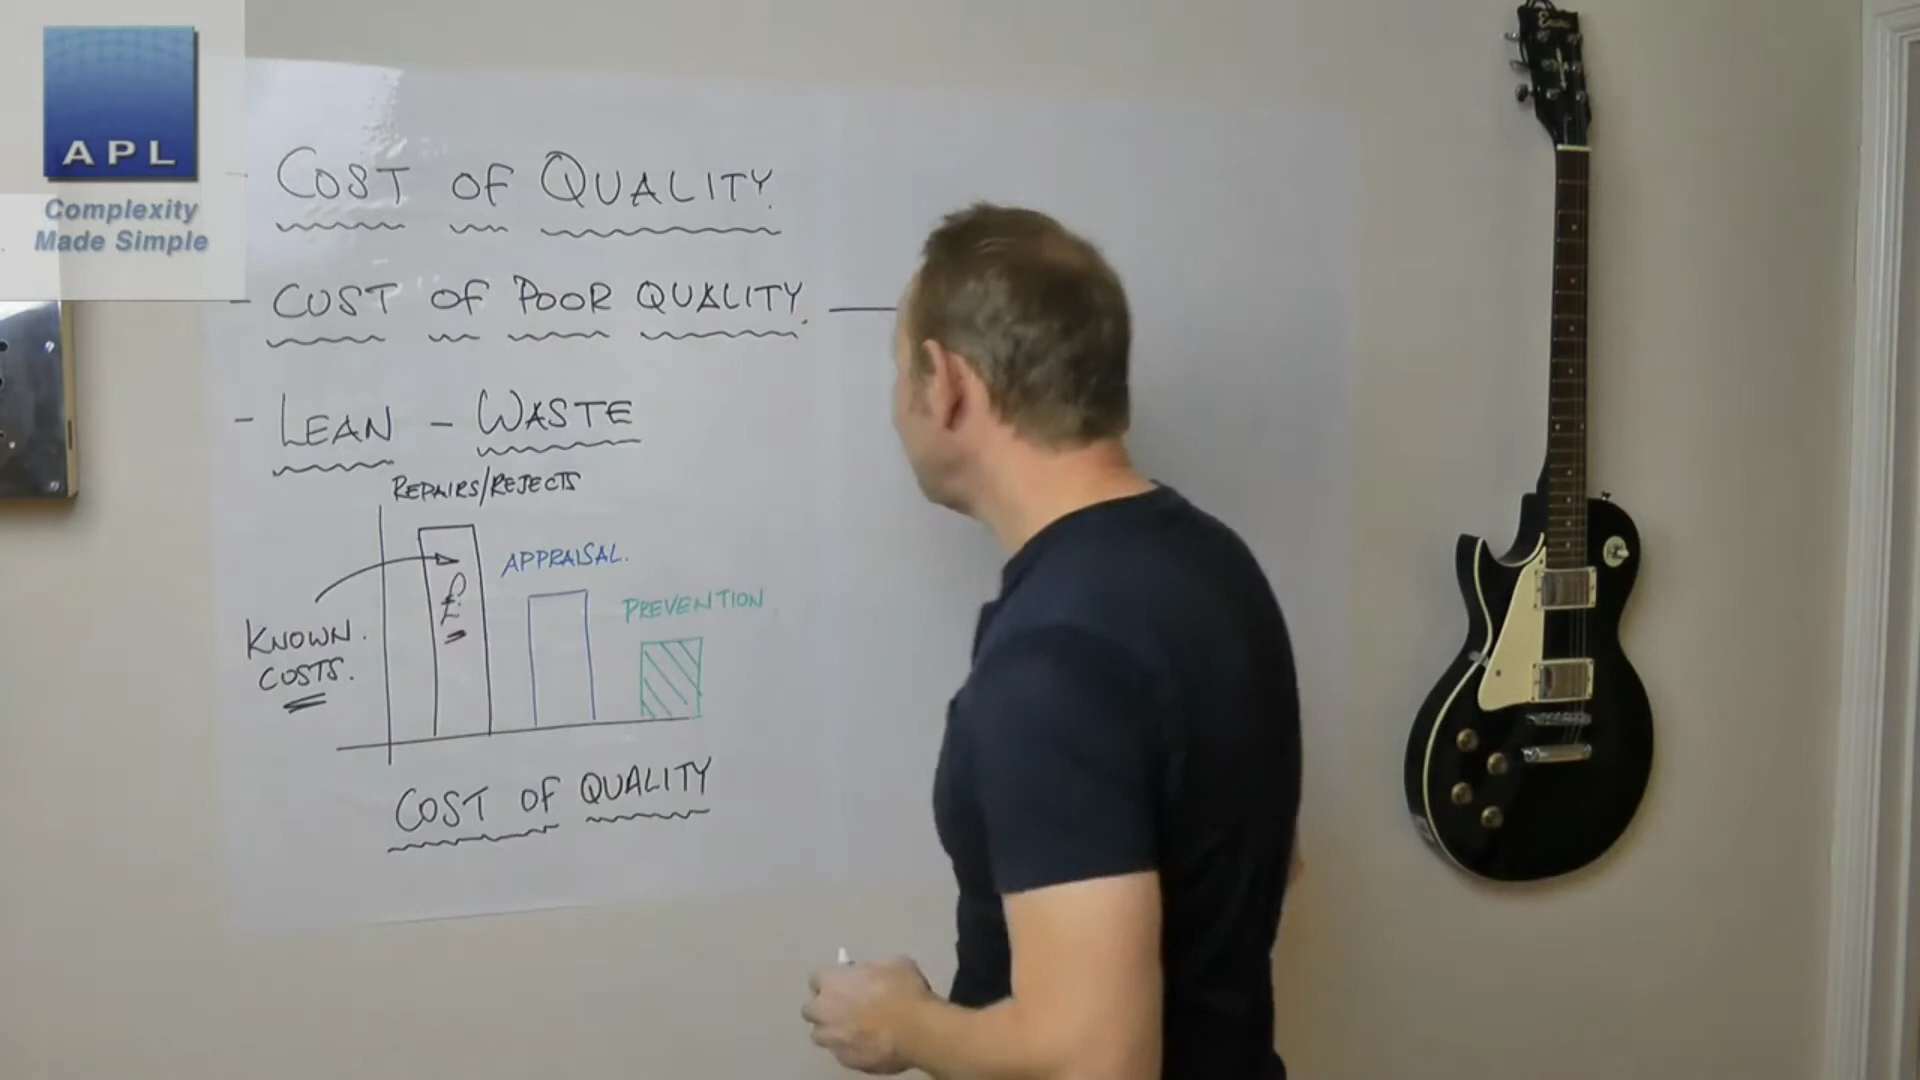 APL
Complexity
Made Simple
- COST OF QUALITY.
- COST OF POOR QUALITY. —
- LEAN - WASTE
REPAIRS/REJECTS
APPRAISAL.
PREVENTION.
£
KNOWN.
COSTS.
COST OF QUALITY